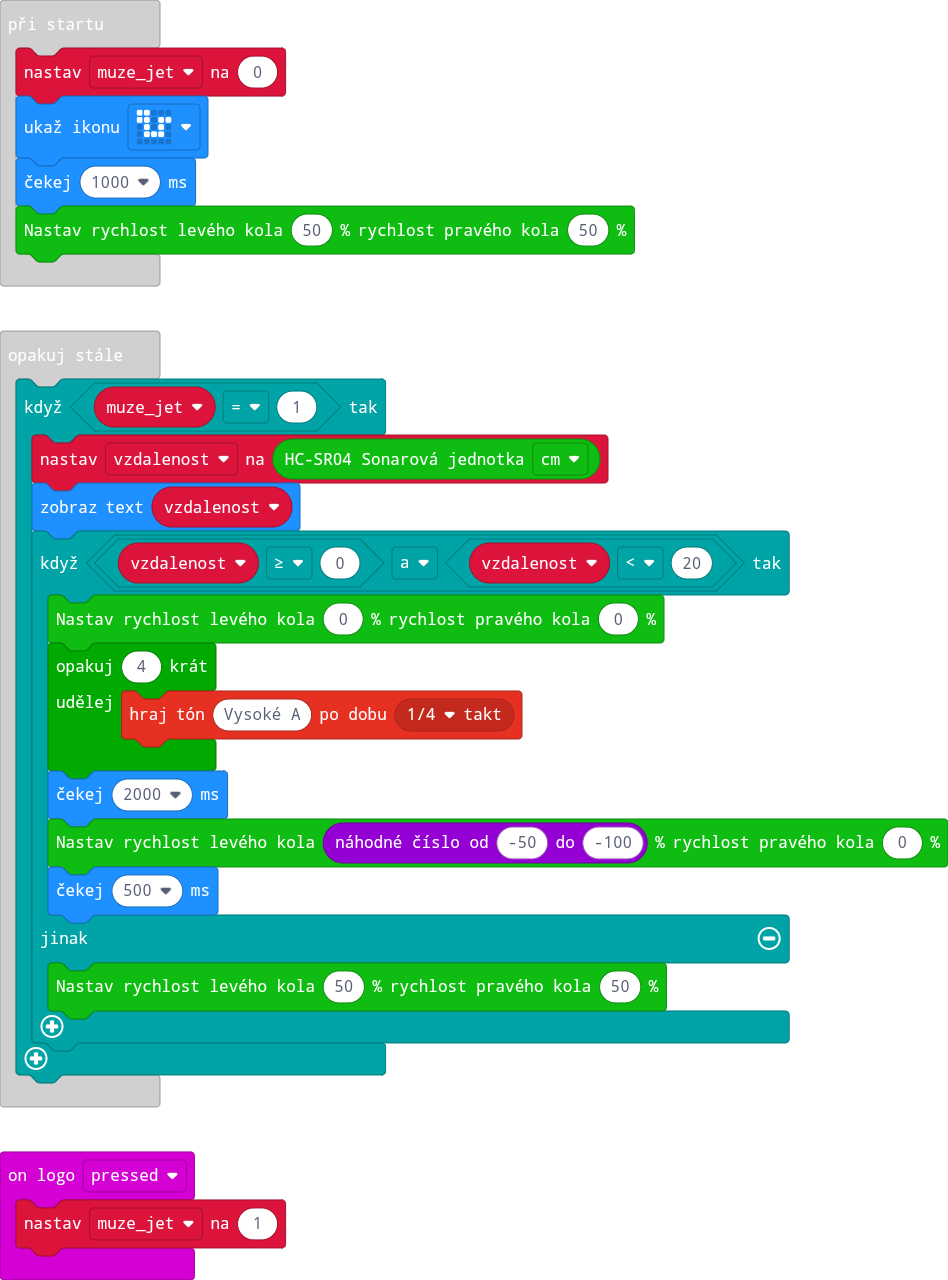 při startu
nastav muze_jet na 0
ukaž ikonu
čekej 1000 ms
Nastav rychlost levého kola 50 % rychlost pravého kola 50 %
opakuj stále
když muze_jet = 1 tak
nastav vzdalenost na HC-SR04 Sonarová jednotka cm
zobraz text vzdalenost
když vzdalenost ≥ 0 a vzdalenost < 20 tak
Nastav rychlost levého kola 0 % rychlost pravého kola 0 %
opakuj 4 krát
udělej hraj tón Vysoké A po dobu 1/4 takt
čekej 2000 ms
Nastav rychlost levého kola náhodné číslo od -50 do -100 % rychlost pravého kola 0 %
čekej 500 ms
jinak
Nastav rychlost levého kola 50 % rychlost pravého kola 50 %
on logo pressed
nastav muze_jet na 1